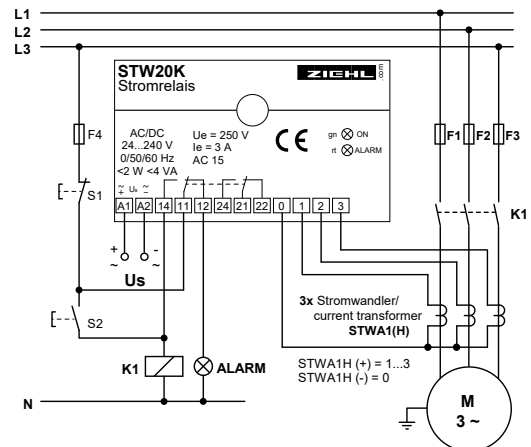 L1
L2
L3
STW20K
Stromrelais
ZIEHL
F4
F1
F2
F3
AC/DC
24...240 V
0/50/60 Hz
<2 W <4 VA
Ue = 250 V
Ie = 3 A
AC 15
CE
gn ON
rt ALARM
~ Us ~
+ -
A1 A2 14 11 12 24 21 22 0 1 2 3
S1
K1
+ -
~ ~
Us
S2
3x Stromwandler/
current transformer
STWA1(H)
STWA1H (+) = 1...3
STWA1H (-) = 0
K1
ALARM
N
M
3 ~